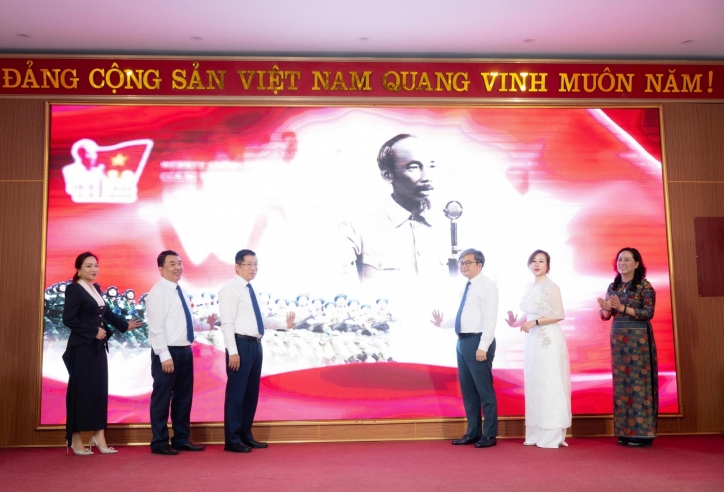 ĐẢNG CỘNG SẢN VIỆT NAM QUANG VINH MUÔN NĂM!